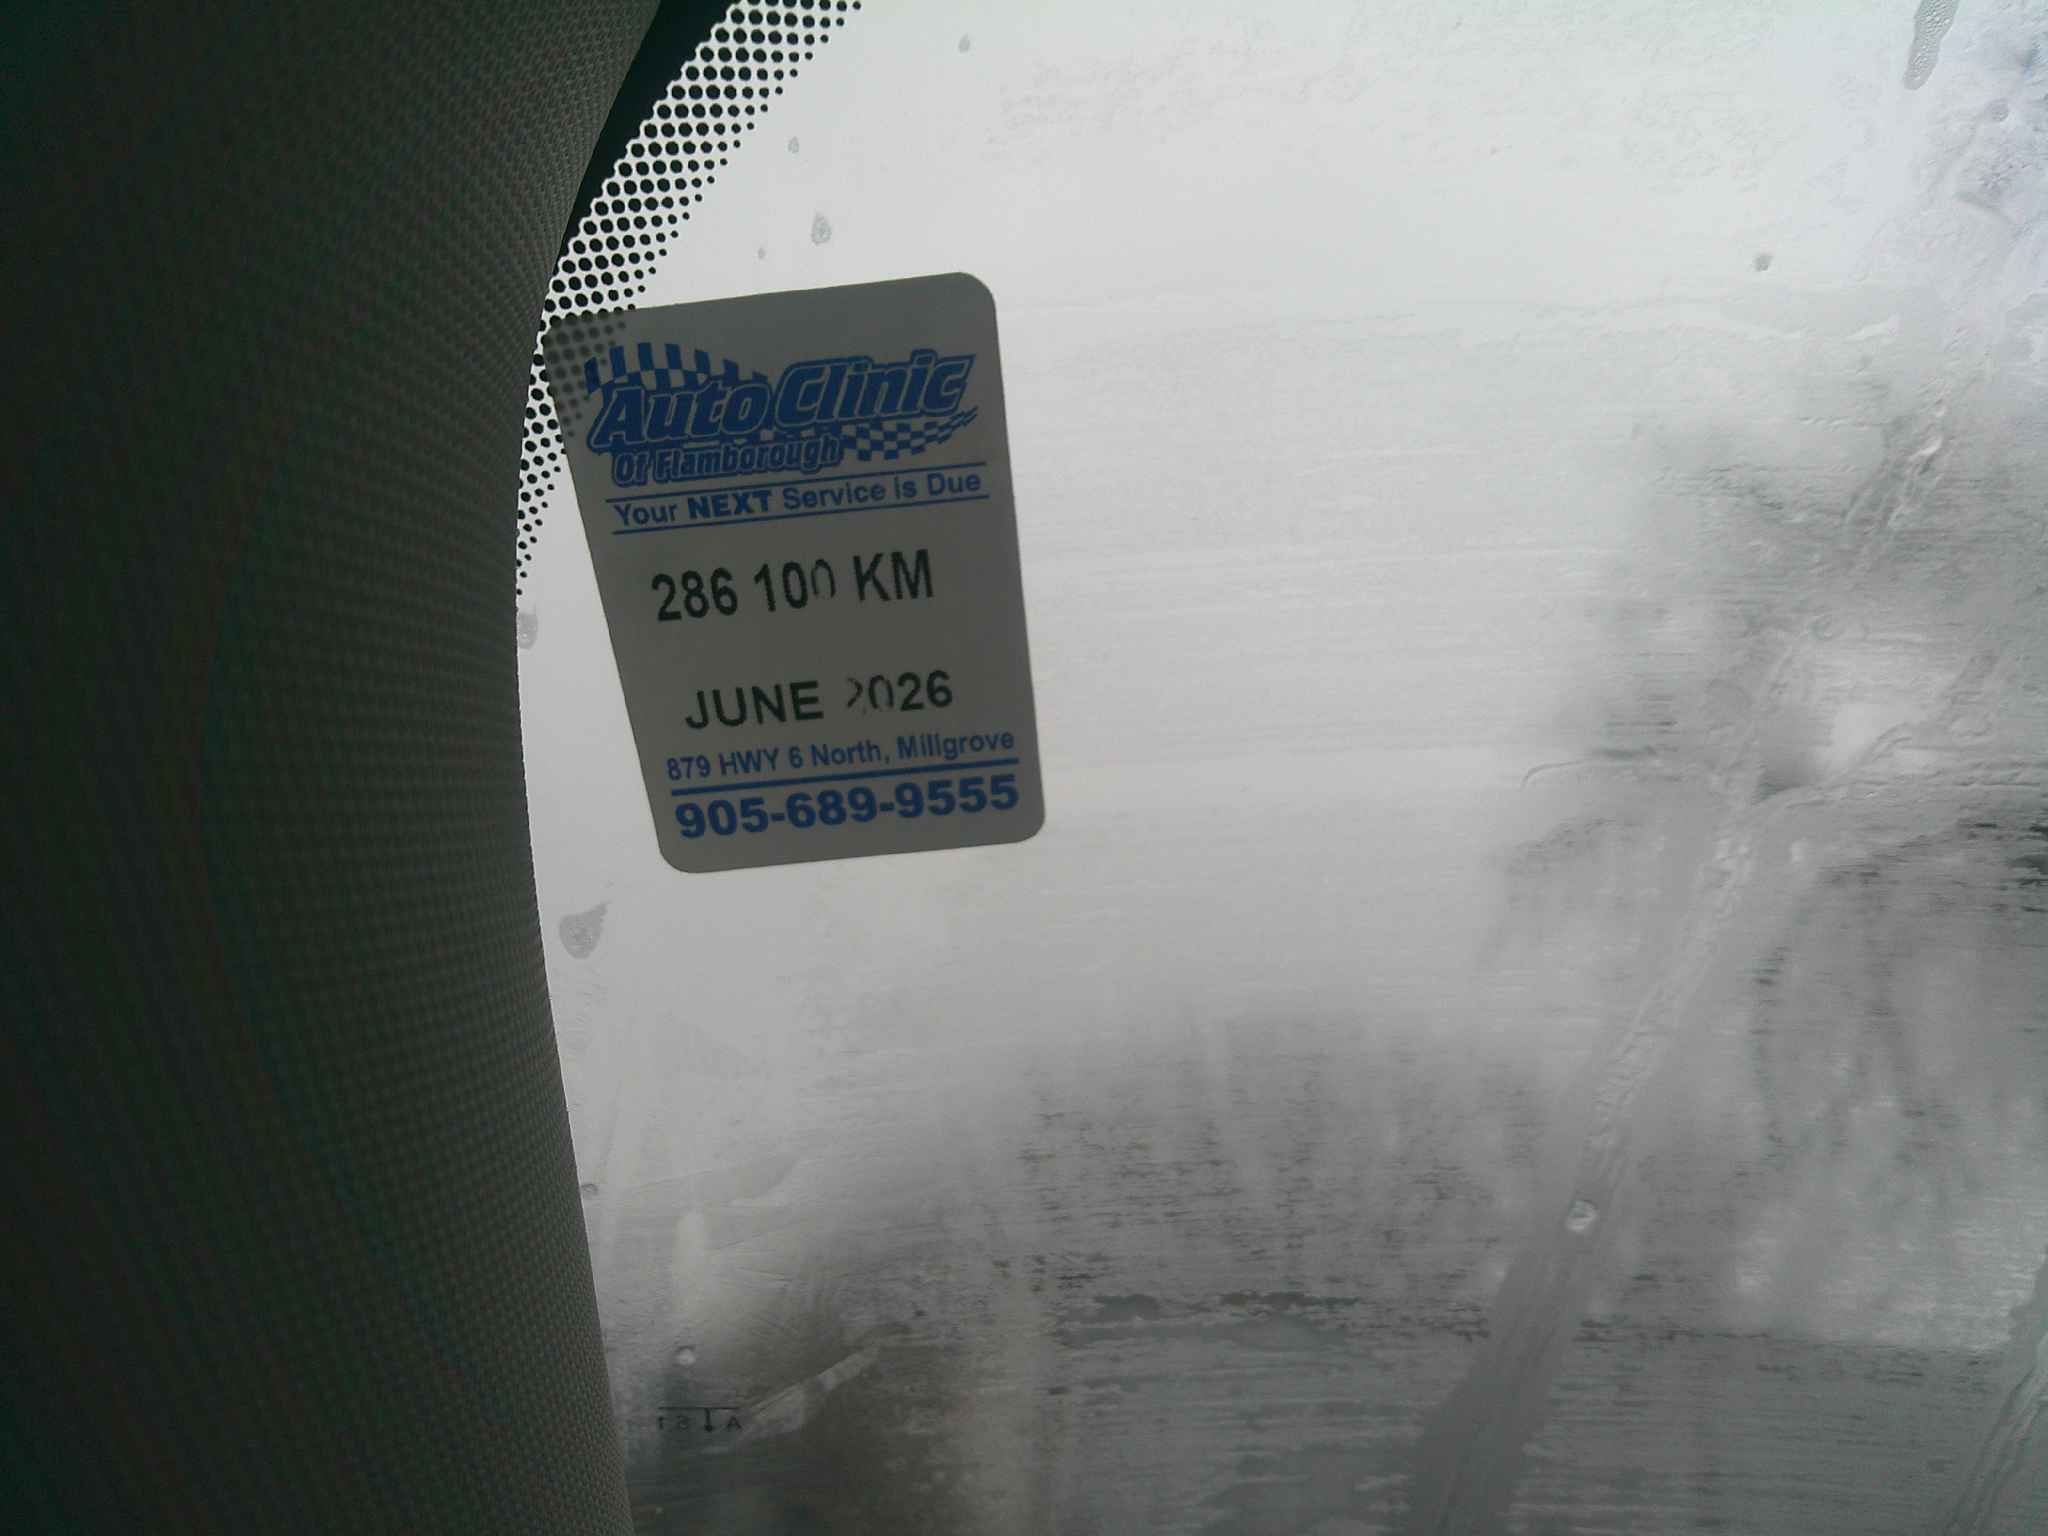 Auto Clinic
Of Flamborough
Your NEXT Service is Due
286 100 KM
JUNE 2026
879 HWY 6 North, Millgrove
905-689-9555